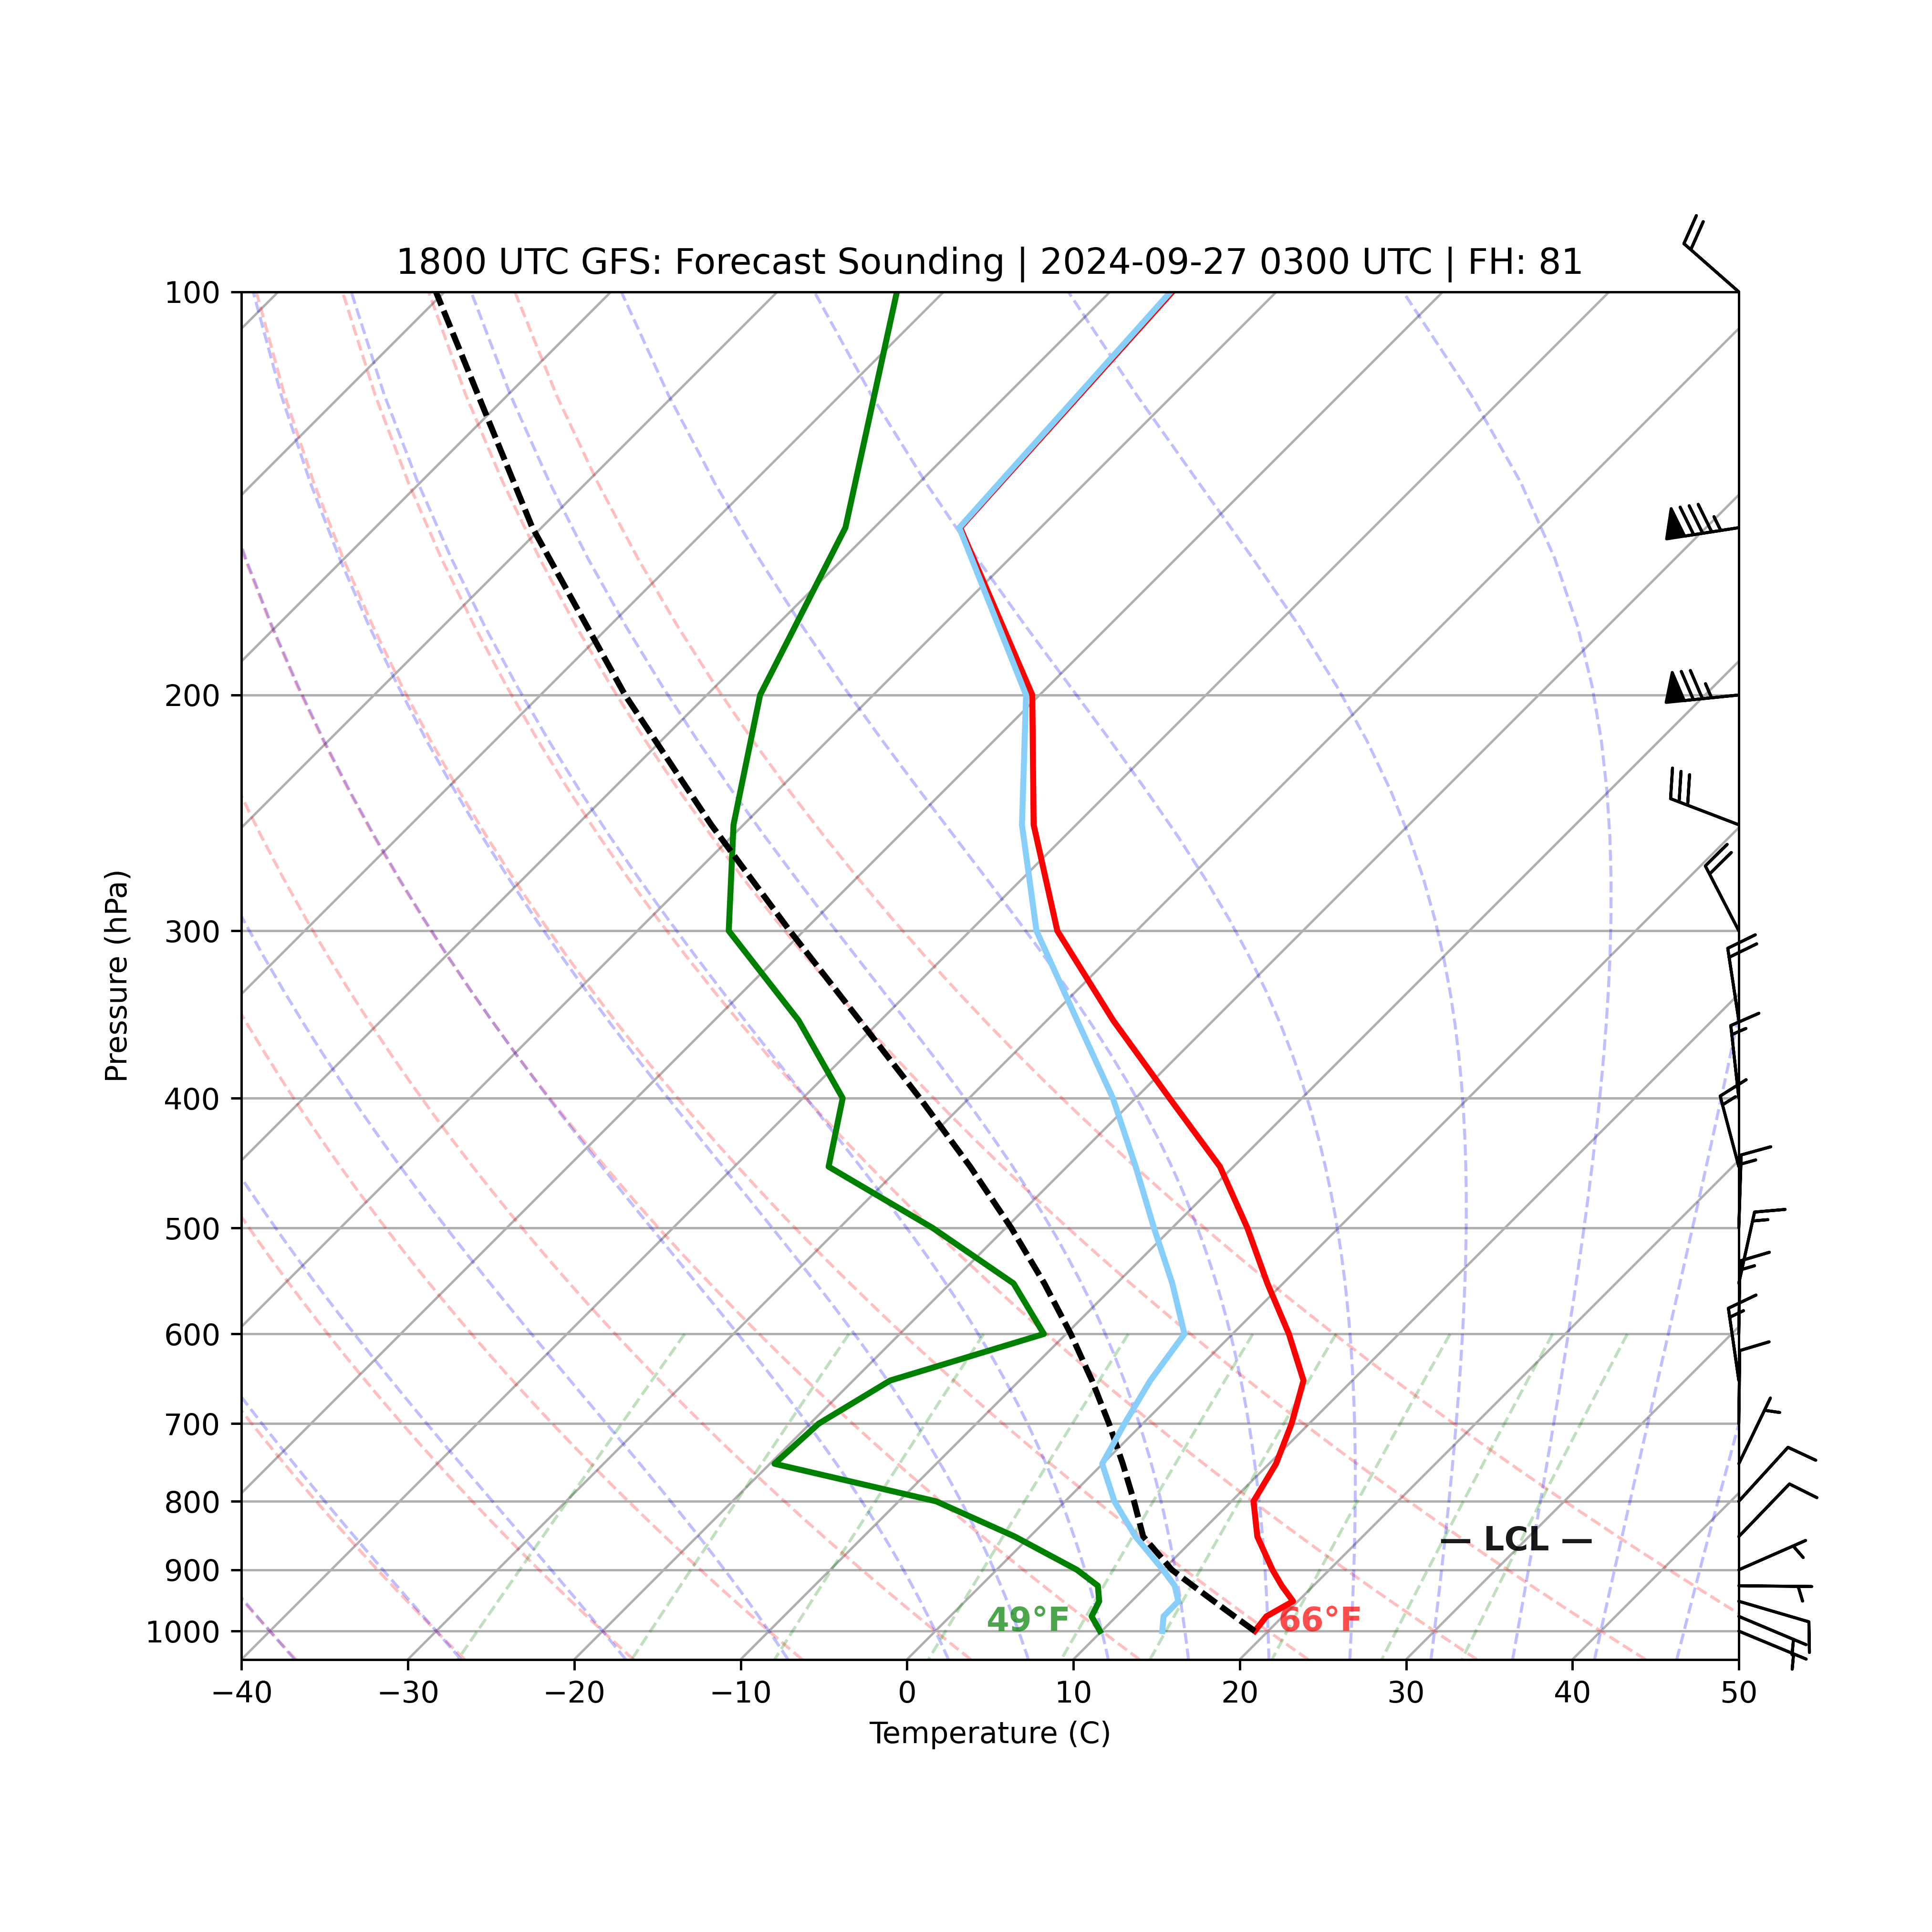 1800 UTC GFS: Forecast Sounding | 2024-09-27 0300 UTC | FH: 81
100
200
300
400
500
600
700
800
900
1000
Pressure (hPa)
— LCL —
49°F
66°F
−40 −30 −20 −10 0 10 20 30 40 50
Temperature (C)